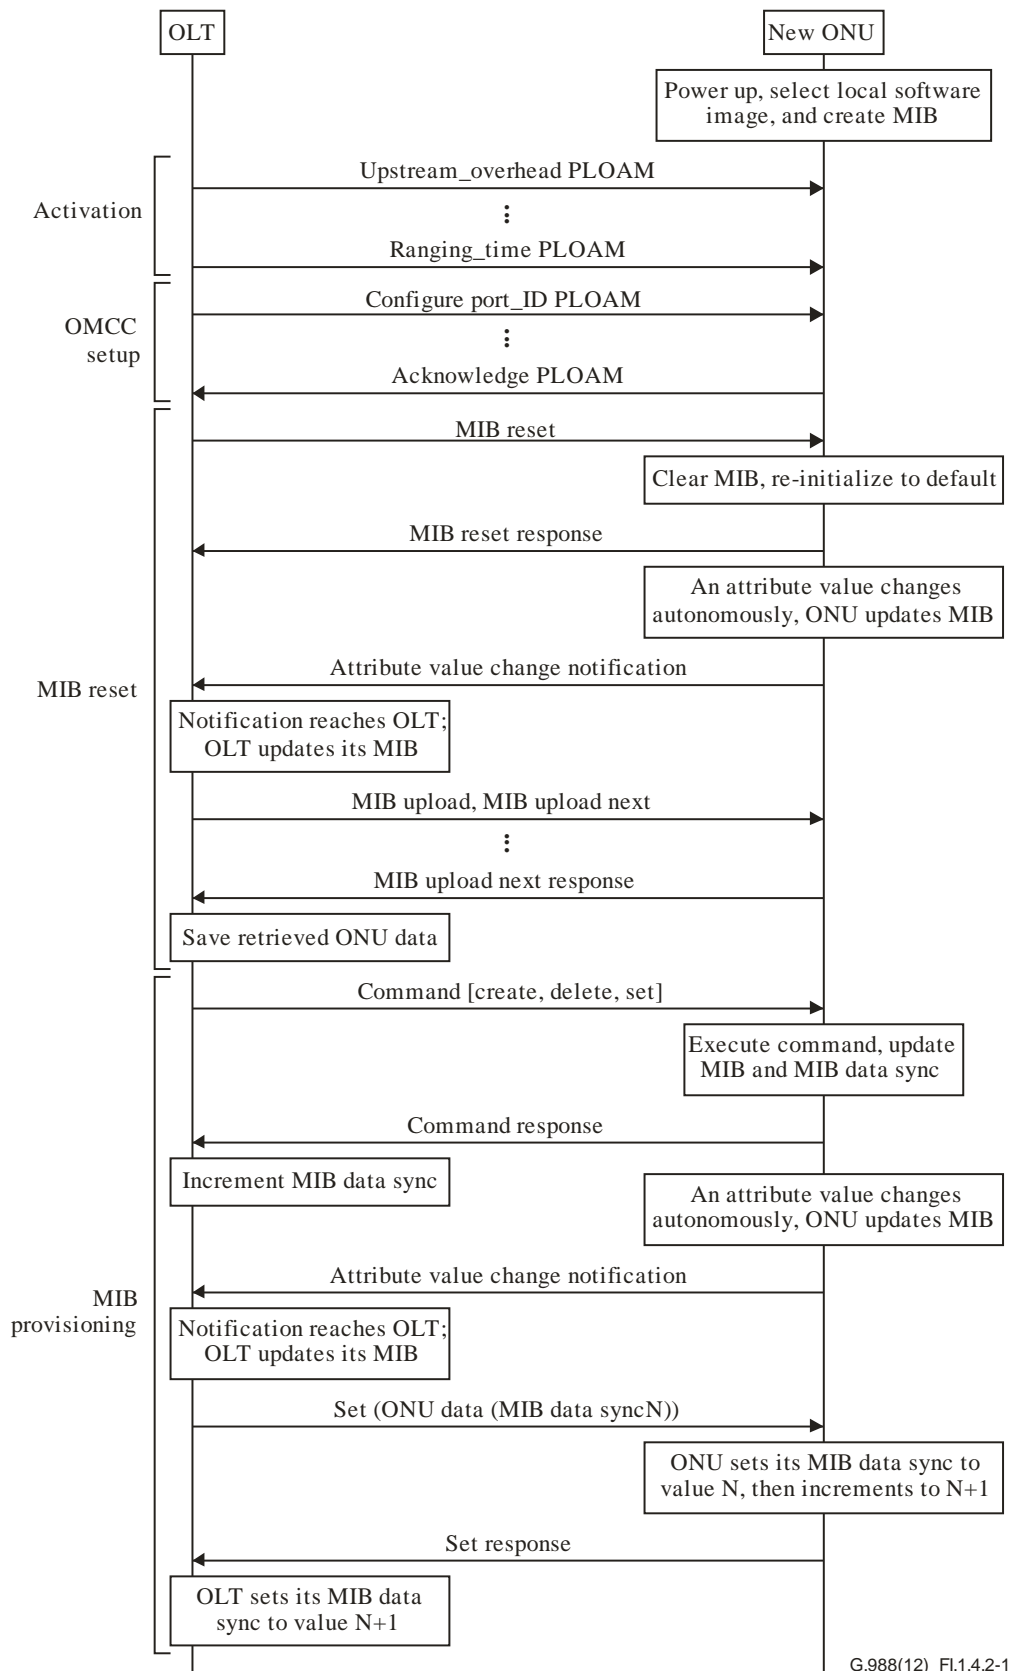 OLT
New ONU
Power up, select local software
image, and create MIB
Upstream_overhead PLOAM
Activation
Ranging_time PLOAM
Configure port_ID PLOAM
OMCC
setup
Acknowledge PLOAM
MIB reset
Clear MIB, re-initialize to default
MIB reset response
An attribute value changes
autonomously, ONU updates MIB
Attribute value change notification
MIB reset
Notification reaches OLT;
OLT updates its MIB
MIB upload, MIB upload next
MIB upload next response
Save retrieved ONU data
Command [create, delete, set]
Execute command, update
MIB and MIB data sync
Command response
Increment MIB data sync
An attribute value changes
autonomously, ONU updates MIB
Attribute value change notification
MIB
provisioning
Notification reaches OLT;
OLT updates its MIB
Set (ONU data (MIB data syncN))
ONU sets its MIB data sync to
value N, then increments to N+1
Set response
OLT sets its MIB data
sync to value N+1
G.988(12)_FI.1.4.2-1